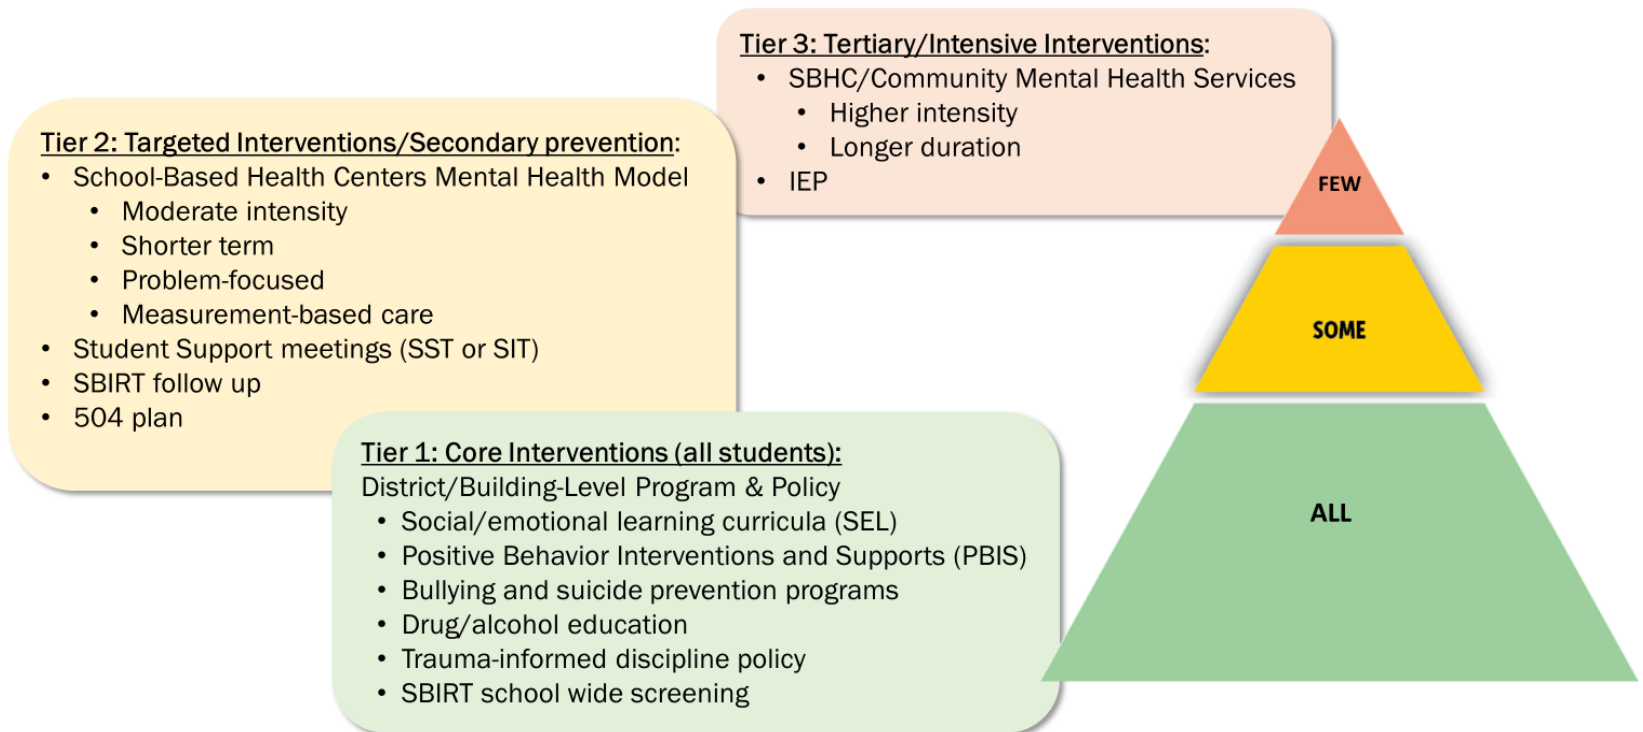 Tier 3: Tertiary/Intensive Interventions:
• SBHC/Community Mental Health Services
• Higher intensity
• Longer duration
• IEP
Tier 2: Targeted Interventions/Secondary prevention:
• School-Based Health Centers Mental Health Model
• Moderate intensity
• Shorter term
• Problem-focused
• Measurement-based care
• Student Support meetings (SST or SIT)
• SBIRT follow up
• 504 plan
Tier 1: Core Interventions (all students):
District/Building-Level Program & Policy
• Social/emotional learning curricula (SEL)
• Positive Behavior Interventions and Supports (PBIS)
• Bullying and suicide prevention programs
• Drug/alcohol education
• Trauma-informed discipline policy
• SBIRT school wide screening
FEW
SOME
ALL